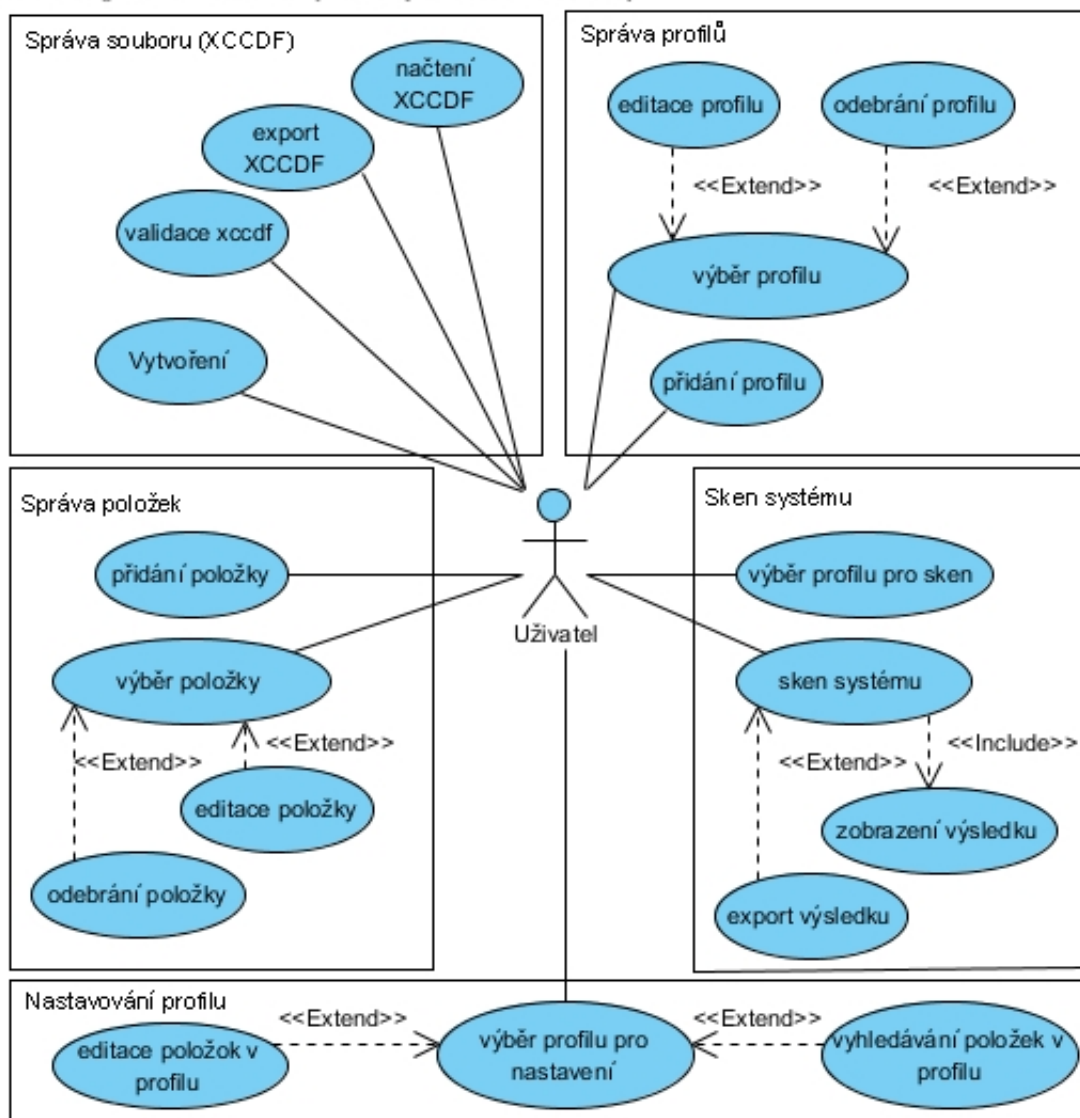 Správa souboru (XCCDF)
načtení
XCCDF
export
XCCDF
validace xccdf
Vytvoření
Správa profilů
editace profilu
odebrání profilu
<<Extend>>
<<Extend>>
výběr profilu
přidání profilu
Správa položek
přidání položky
výběr položky
<<Extend>>
<<Extend>>
editace položky
odebrání položky
Uživatel
Sken systému
výběr profilu pro sken
sken systému
<<Include>>
<<Extend>>
zobrazení výsledku
export výsledku
Nastavování profilu
<<Extend>>
<<Extend>>
editace položok v
profilu
výběr profilu pro
nastavení
vyhledávání položek v
profilu